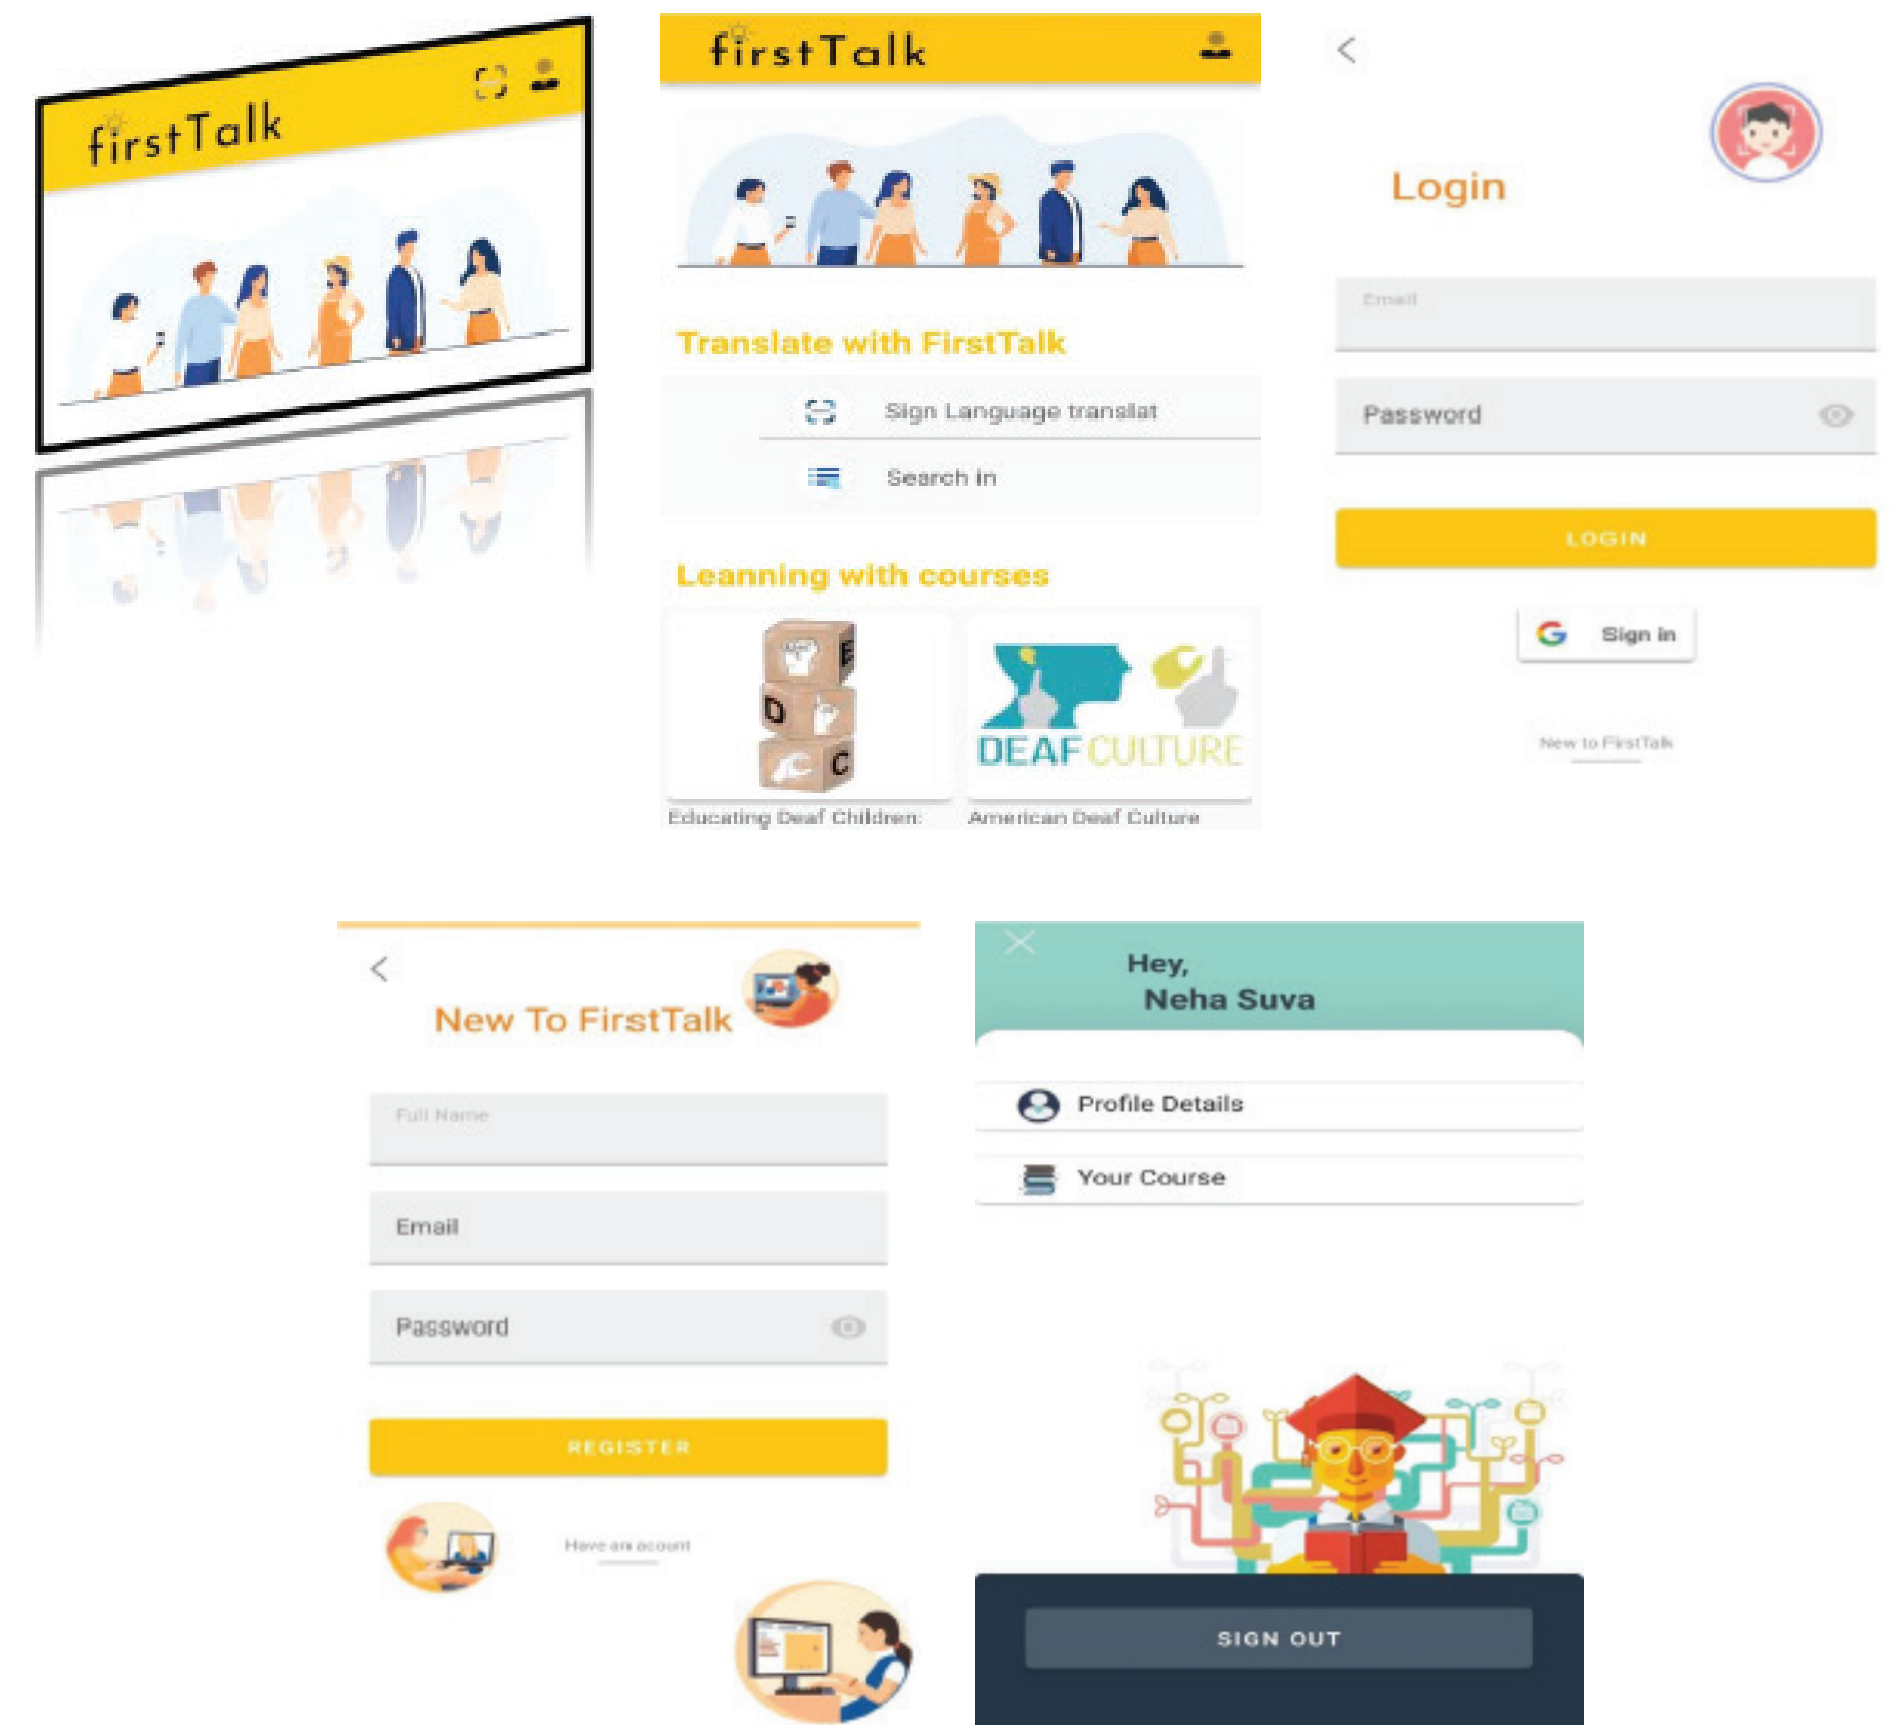 firstTalk
firstTalk
Translate with FirstTalk
Sign Language translat
Search in
Leanning with courses
E
D
C
DEAF CULTURE
Educating Deaf Children:
American Deaf Culture
Login
Email
Password
LOGIN
Sign in
New to FirstTalk
New To FirstTalk
Full Name
Email
Password
REGISTER
Have an acount
Hey,
Neha Suva
Profile Details
Your Course
SIGN OUT